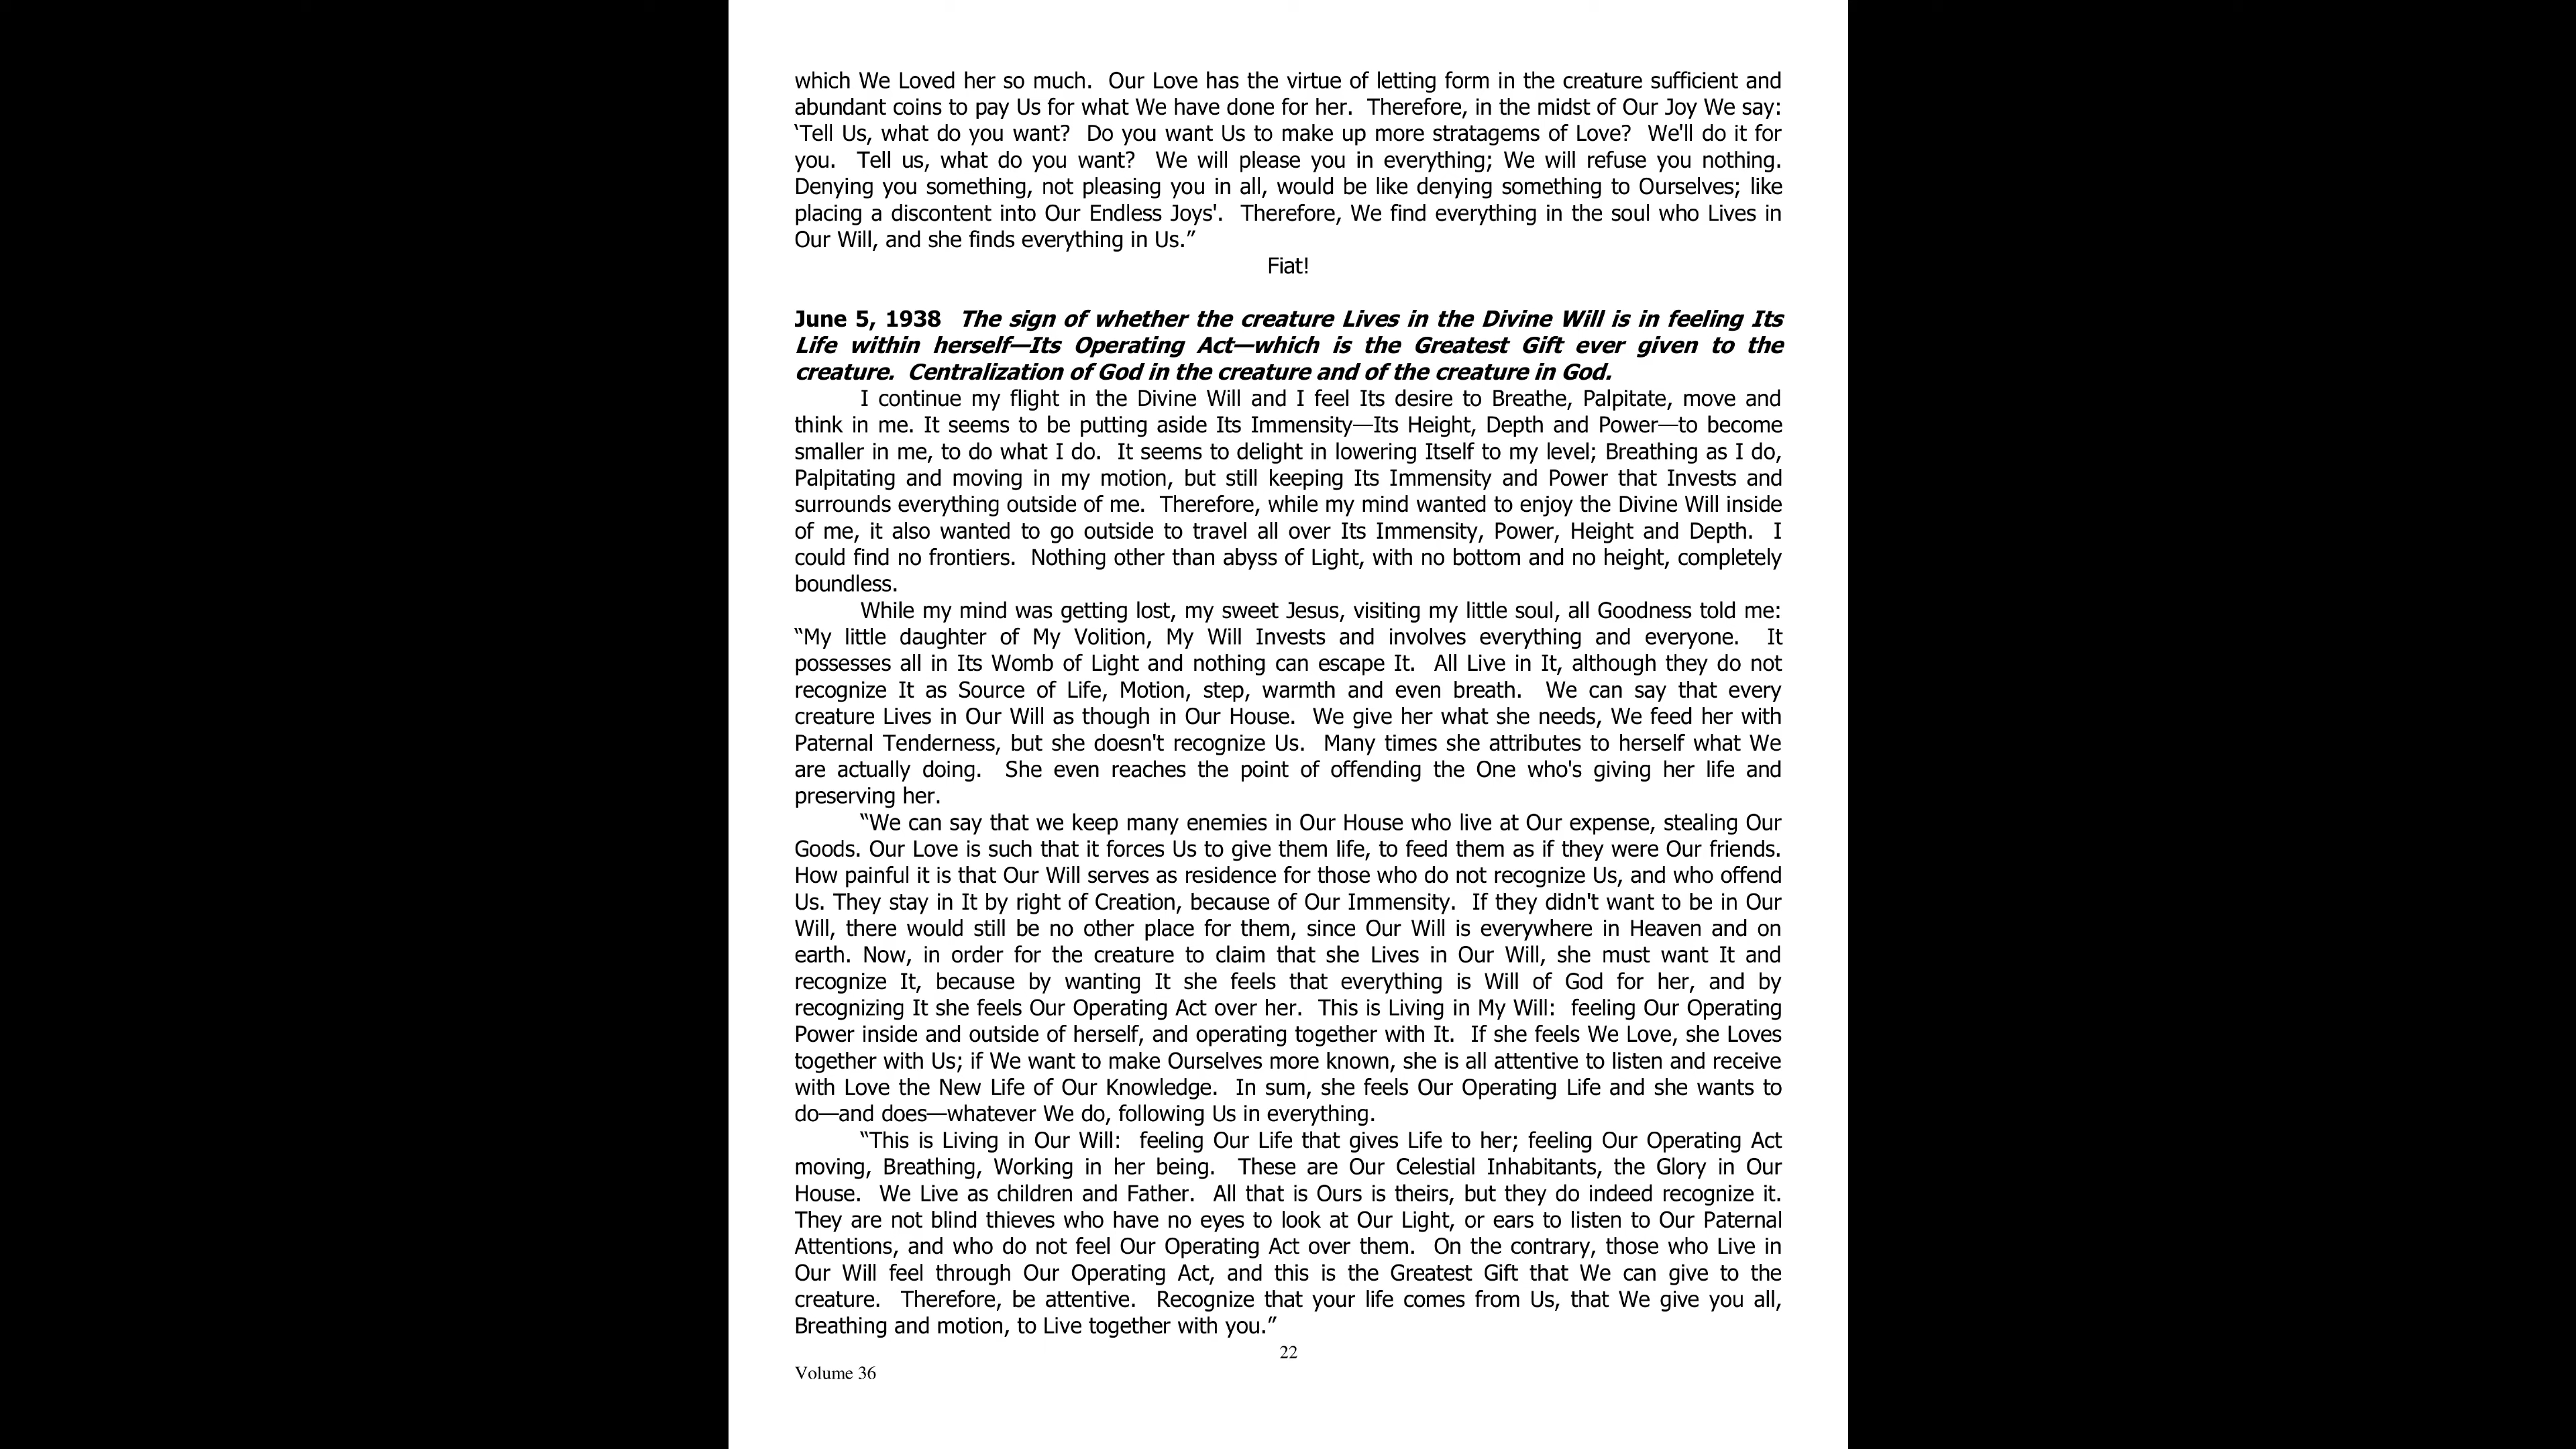 which We Loved her so much.  Our Love has the virtue of letting form in the creature sufficient and
abundant coins to pay Us for what We have done for her.  Therefore, in the midst of Our Joy We say:
‘Tell Us, what do you want?  Do you want Us to make up more stratagems of Love?  We'll do it for
you.  Tell us, what do you want?  We will please you in everything; We will refuse you nothing.
Denying you something, not pleasing you in all, would be like denying something to Ourselves; like
placing a discontent into Our Endless Joys'.  Therefore, We find everything in the soul who Lives in
Our Will, and she finds everything in Us.”
Fiat!
June 5, 1938  The sign of whether the creature Lives in the Divine Will is in feeling Its
Life within herself—Its Operating Act—which is the Greatest Gift ever given to the
creature.  Centralization of God in the creature and of the creature in God.
I continue my flight in the Divine Will and I feel Its desire to Breathe, Palpitate, move and
think in me. It seems to be putting aside Its Immensity—Its Height, Depth and Power—to become
smaller in me, to do what I do.  It seems to delight in lowering Itself to my level; Breathing as I do,
Palpitating and moving in my motion, but still keeping Its Immensity and Power that Invests and
surrounds everything outside of me.  Therefore, while my mind wanted to enjoy the Divine Will inside
of me, it also wanted to go outside to travel all over Its Immensity, Power, Height and Depth.  I
could find no frontiers.  Nothing other than abyss of Light, with no bottom and no height, completely
boundless.
While my mind was getting lost, my sweet Jesus, visiting my little soul, all Goodness told me:
“My little daughter of My Volition, My Will Invests and involves everything and everyone.  It
possesses all in Its Womb of Light and nothing can escape It.  All Live in It, although they do not
recognize It as Source of Life, Motion, step, warmth and even breath.  We can say that every
creature Lives in Our Will as though in Our House.  We give her what she needs, We feed her with
Paternal Tenderness, but she doesn't recognize Us.  Many times she attributes to herself what We
are actually doing.  She even reaches the point of offending the One who's giving her life and
preserving her.
“We can say that we keep many enemies in Our House who live at Our expense, stealing Our
Goods. Our Love is such that it forces Us to give them life, to feed them as if they were Our friends.
How painful it is that Our Will serves as residence for those who do not recognize Us, and who offend
Us. They stay in It by right of Creation, because of Our Immensity.  If they didn't want to be in Our
Will, there would still be no other place for them, since Our Will is everywhere in Heaven and on
earth. Now, in order for the creature to claim that she Lives in Our Will, she must want It and
recognize It, because by wanting It she feels that everything is Will of God for her, and by
recognizing It she feels Our Operating Act over her.  This is Living in My Will:  feeling Our Operating
Power inside and outside of herself, and operating together with It.  If she feels We Love, she Loves
together with Us; if We want to make Ourselves more known, she is all attentive to listen and receive
with Love the New Life of Our Knowledge.  In sum, she feels Our Operating Life and she wants to
do—and does—whatever We do, following Us in everything.
“This is Living in Our Will:  feeling Our Life that gives Life to her; feeling Our Operating Act
moving, Breathing, Working in her being.  These are Our Celestial Inhabitants, the Glory in Our
House.  We Live as children and Father.  All that is Ours is theirs, but they do indeed recognize it.
They are not blind thieves who have no eyes to look at Our Light, or ears to listen to Our Paternal
Attentions, and who do not feel Our Operating Act over them.  On the contrary, those who Live in
Our Will feel through Our Operating Act, and this is the Greatest Gift that We can give to the
creature.  Therefore, be attentive.  Recognize that your life comes from Us, that We give you all,
Breathing and motion, to Live together with you.”
22
Volume 36